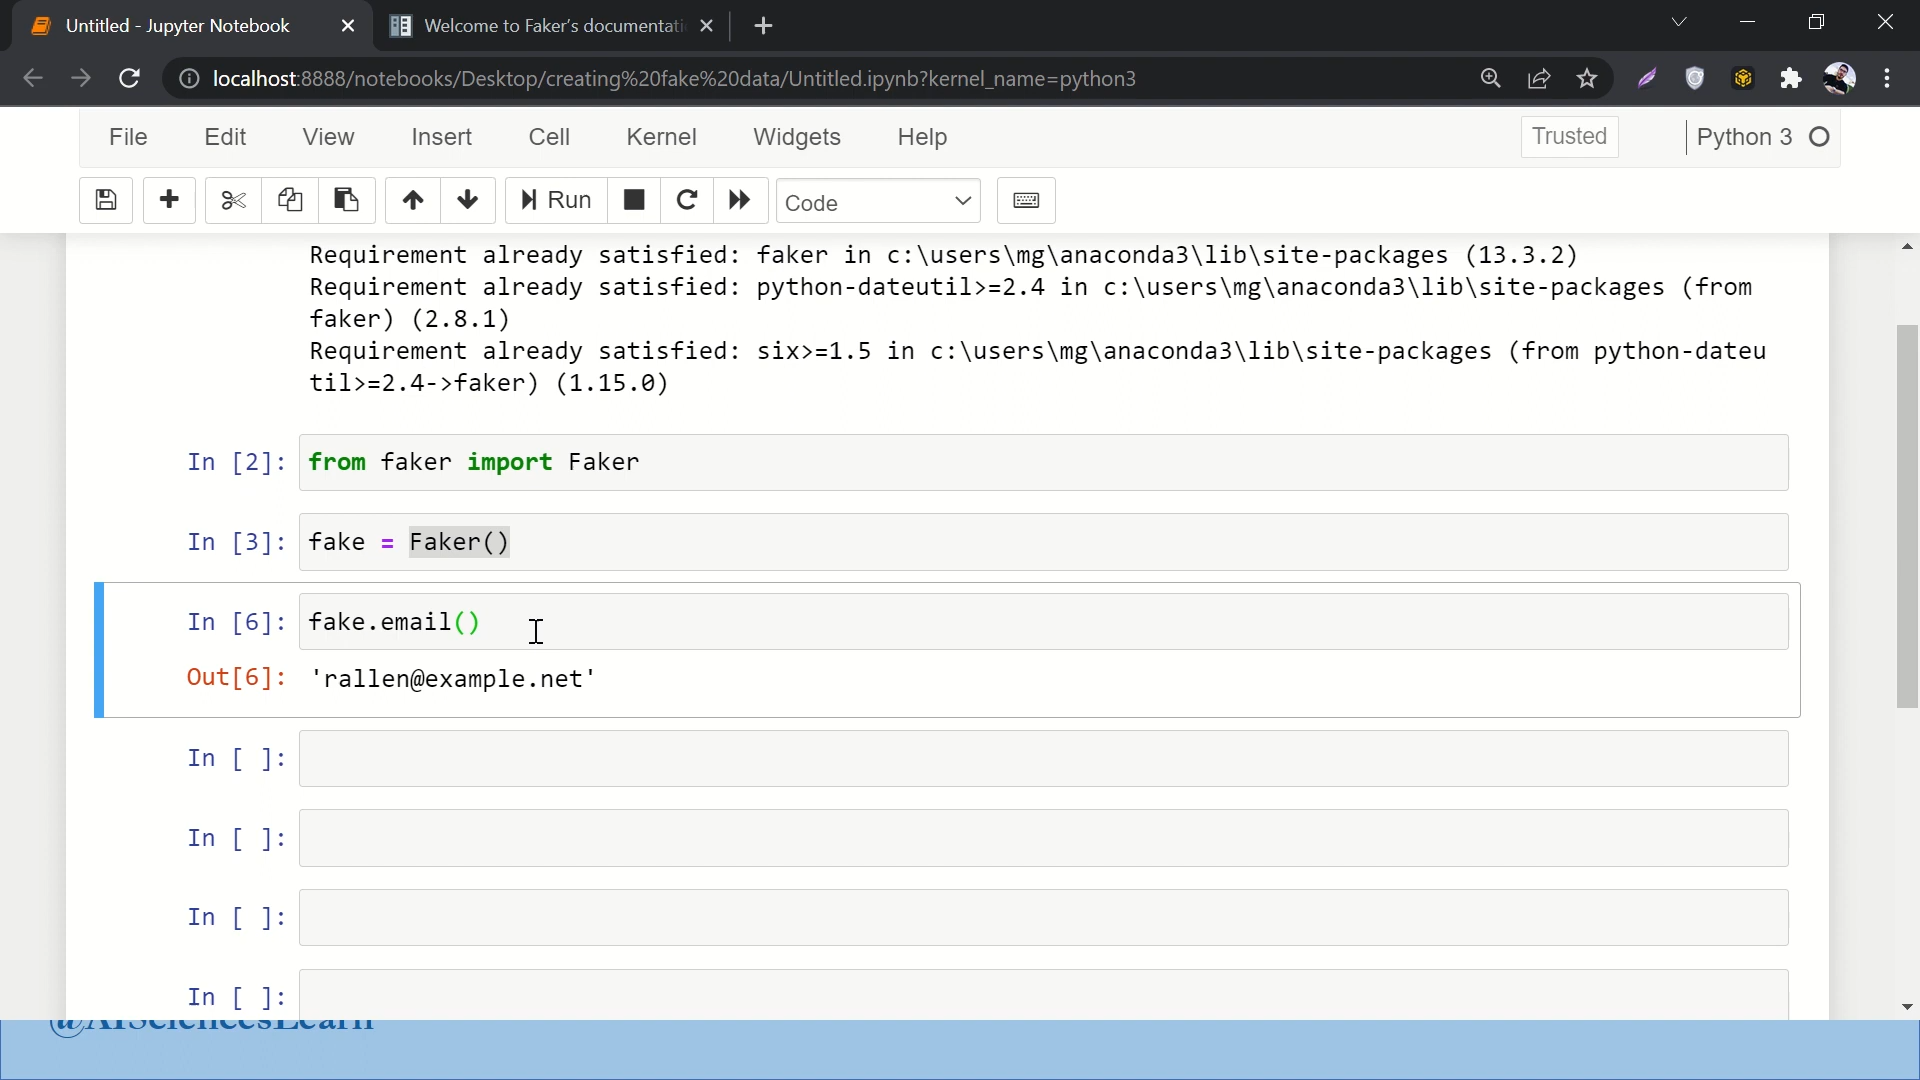 Untitled - Jupyter Notebook
Welcome to Faker's documentati
localhost:8888/notebooks/Desktop/creating%20fake%20data/Untitled.ipynb?kernel_name=python3
File Edit View Insert Cell Kernel Widgets Help Trusted Python 3
Run Code
Requirement already satisfied: faker in c:\users\mg\anaconda3\lib\site-packages (13.3.2)
Requirement already satisfied: python-dateutil>=2.4 in c:\users\mg\anaconda3\lib\site-packages (from
faker) (2.8.1)
Requirement already satisfied: six>=1.5 in c:\users\mg\anaconda3\lib\site-packages (from python-dateu
til>=2.4->faker) (1.15.0)
In [2]: from faker import Faker
In [3]: fake = Faker()
In [6]: fake.email()
Out[6]: 'rallen@example.net'
In [ ]:
In [ ]:
In [ ]:
In [ ]:
@AISciencesLearn